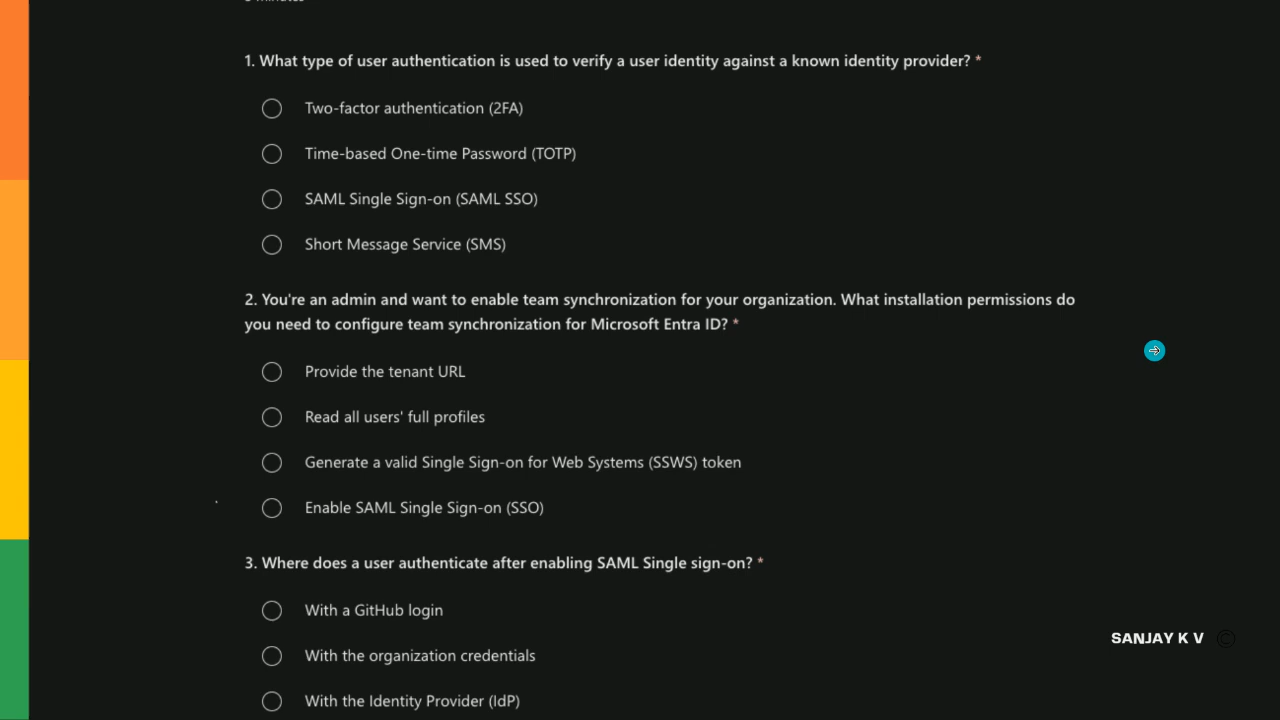 1. What type of user authentication is used to verify a user identity against a known identity provider? *
Two-factor authentication (2FA)
Time-based One-time Password (TOTP)
SAML Single Sign-on (SAML SSO)
Short Message Service (SMS)
2. You're an admin and want to enable team synchronization for your organization. What installation permissions do
you need to configure team synchronization for Microsoft Entra ID? *
Provide the tenant URL
Read all users' full profiles
Generate a valid Single Sign-on for Web Systems (SSWS) token
Enable SAML Single Sign-on (SSO)
3. Where does a user authenticate after enabling SAML Single sign-on? *
With a GitHub login
With the organization credentials
SANJAY K V ©
With the Identity Provider (IdP)